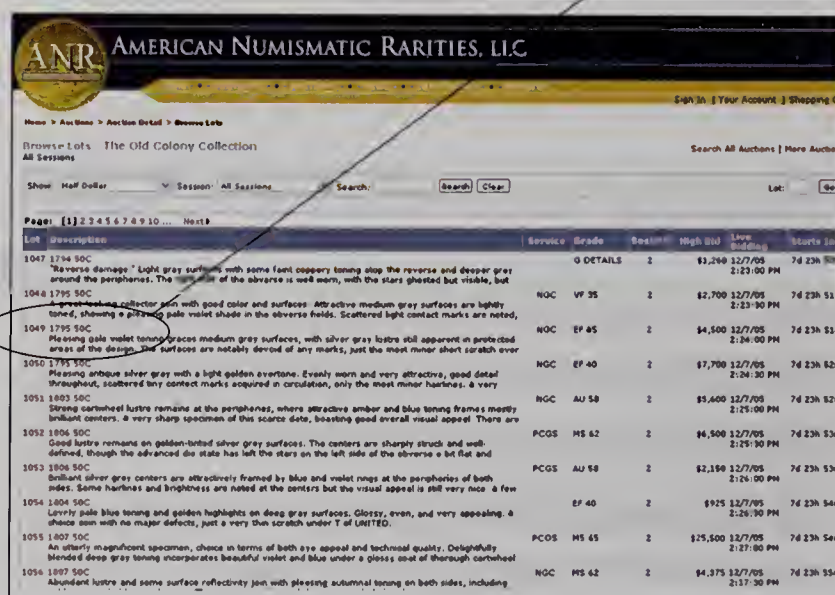 ANR AMERICAN NUMISMATIC RARITIES, LLC
Sign In | Your Account | Shopping
Home > Auctions > Auction Detail > Browse Lots
Browse Lots The Old Colony Collection
All Sessions
Search All Auctions | More
Show: Half Dollar Session: All Sessions Search: Search Clear Lot:
Page: [1] 2 3 4 5 6 7 8 9 10 ... Next
Lot Description Service Grade High Bid Live Bidding Starts
1047 1794 50C G DETAILS 2 $1,260 12/7/05 7d 23h
"Reverse damage." Light gray surfaces with some faint coppery toning atop the reverse and deeper gray 2:23:00 PM
around the peripheries. The of the obverse is well worn, with the stars ghosted but visible, but
1048 1795 50C NGC VF 35 2 $2,700 12/7/05 7d 23h
A great looking collector coin with good color and surfaces. Attractive medium gray surfaces are lightly 2:23:30 PM
toned, showing a pleasing pale violet shade in the obverse fields. Scattered light contact marks are noted,
1049 1795 50C NGC EF 45 2 $4,500 12/7/05 7d 23h
Pleasing pale violet toning graces medium grey surfaces, with silver gray lustre still apparent in protected 2:24:00 PM
areas of the design. The surfaces are notably devoid of any marks, just the most minor short scratch over
1050 1795 50C NGC EF 40 2 $7,700 12/7/05 7d 23h
Pleasing antique silver gray with a light golden overtone. Evenly worn and very attractive, good detail 2:24:30 PM
throughout, scattered tiny contact marks acquired in circulation, only the most minor hairlines. A very
1051 1803 50C NGC AU 58 2 $5,600 12/7/05 7d 23h
Strong cartwheel lustre remains at the peripheries, where attractive amber and blue toning frames mostly 2:25:00 PM
brilliant centers. A very sharp specimen of this scarce date, boasting good overall visual appeal. There are
1052 1806 50C PCGS MS 62 2 $6,500 12/7/05 7d 23h
Good lustre remains on golden-tinted silver grey surfaces. The centers are sharply struck and well- 2:25:30 PM
defined, though the advanced die state has left the stars on the left side of the obverse a bit flat and
1053 1806 50C PCGS AU 58 2 $2,150 12/7/05 7d 23h
Brilliant silver grey centers are attractively framed by blue and violet rings at the peripheries of both 2:26:00 PM
sides. Some hairlines and brightness are noted at the centers but the visual appeal is still very nice. A few
1054 1804 50C EF 40 2 $925 12/7/05 7d 23h
Lovely pale blue toning and golden highlights on deep gray surfaces. Glossy, even, and very appealing. A 2:26:30 PM
choice coin with no major defects, just a very thin scratch under T of UNITED.
1055 1807 50C PCGS MS 65 2 $25,500 12/7/05 7d 23h
An utterly magnificent specimen, choice in terms of both eye appeal and technical quality. Delightfully 2:27:00 PM
blended deep gray toning incorporates beautiful violet and blue under a glossy coat of thorough cartwheel
1056 1807 50C NGC MS 62 2 $4,375 12/7/05 7d 23h
Abundant lustre and some surface reflectivity join with pleasing autumnal toning on both sides, including 2:17:30 PM